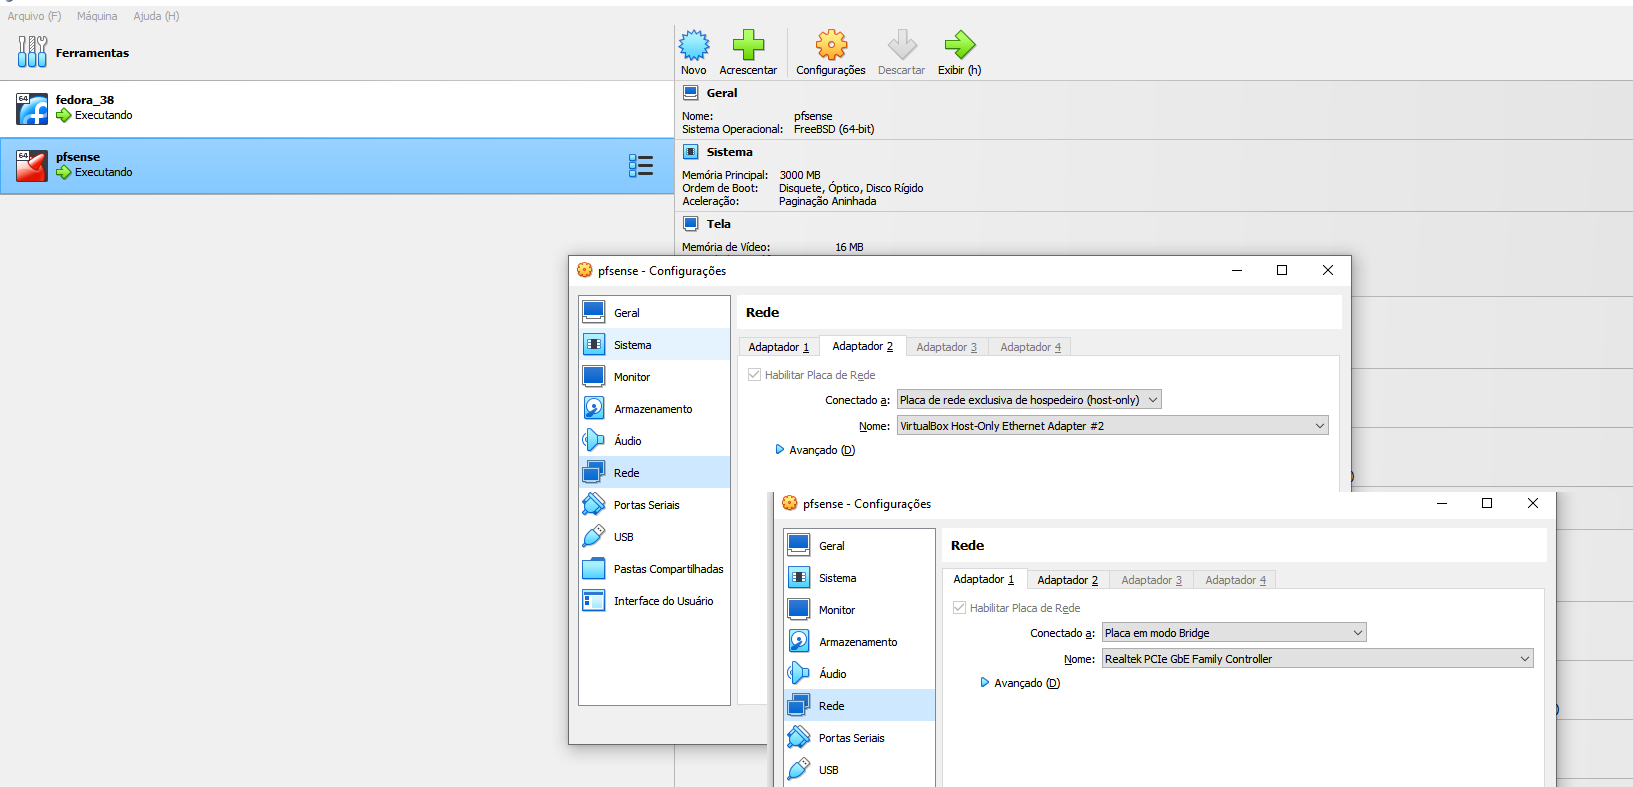 Arquivo (F) Máquina Ajuda (H)
Ferramentas
Novo Acrescentar Configurações Descartar Exibir (h)
64
fedora_38
Executando
64
pfsense
Executando
Geral
Nome: pfsense
Sistema Operacional: FreeBSD (64-bit)
Sistema
Memória Principal: 3000 MB
Ordem de Boot: Disquete, Óptico, Disco Rígido
Aceleração: Paginação Aninhada
Tela
Memória de Vídeo: 16 MB
pfsense - Configurações
Geral
Sistema
Monitor
Armazenamento
Áudio
Rede
Portas Seriais
USB
Pastas Compartilhadas
Interface do Usuário
Rede
Adaptador 1 Adaptador 2 Adaptador 3 Adaptador 4
Habilitar Placa de Rede
Conectado a: Placa de rede exclusiva de hospedeiro (host-only)
Nome: VirtualBox Host-Only Ethernet Adapter #2
Avançado (D)
pfsense - Configurações
Geral
Sistema
Monitor
Armazenamento
Áudio
Rede
Portas Seriais
USB
Rede
Adaptador 1 Adaptador 2 Adaptador 3 Adaptador 4
Habilitar Placa de Rede
Conectado a: Placa em modo Bridge
Nome: Realtek PCIe GbE Family Controller
Avançado (D)